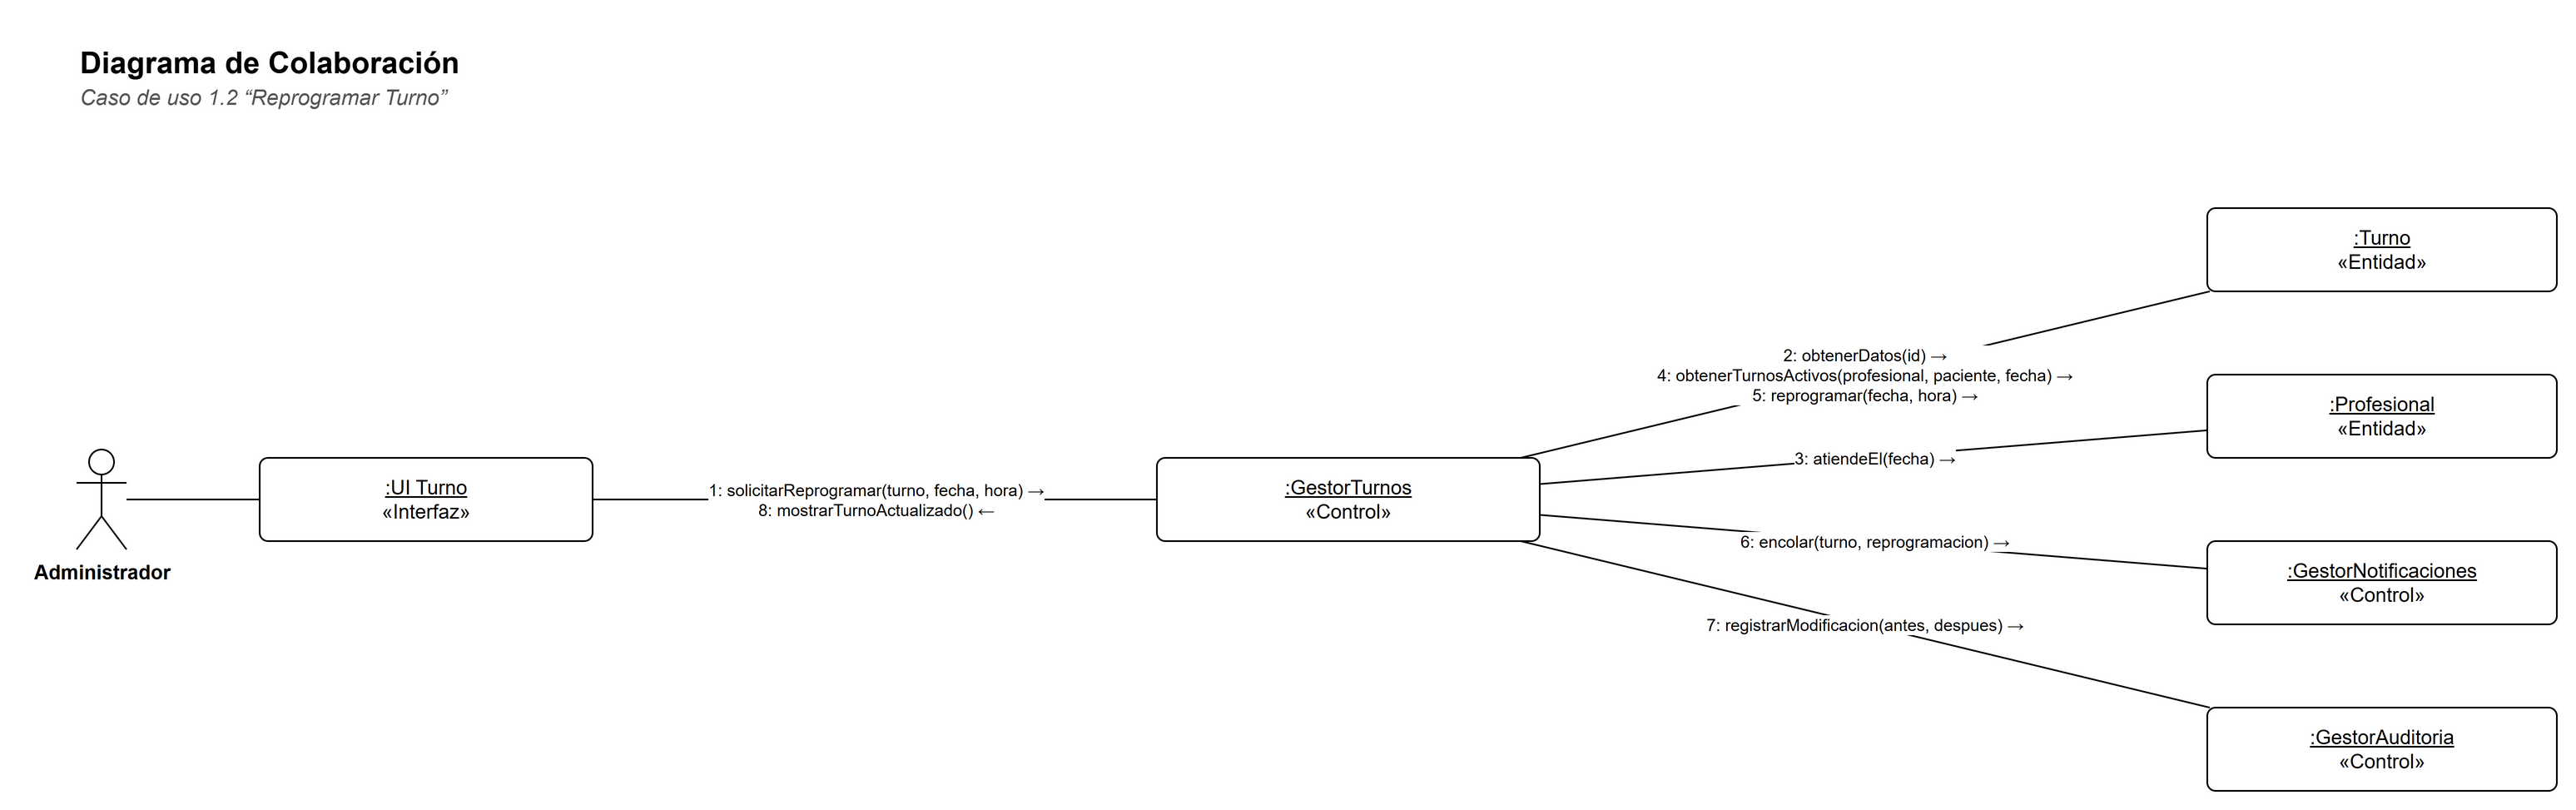 Diagrama de Colaboración
Caso de uso 1.2 “Reprogramar Turno”
:Turno
«Entidad»
2: obtenerDatos(id) →
4: obtenerTurnosActivos(profesional, paciente, fecha) →
5: reprogramar(fecha, hora) →
:Profesional
«Entidad»
3: atiendeEl(fecha) →
Administrador
:UI Turno
«Interfaz»
1: solicitarReprogramar(turno, fecha, hora) →
8: mostrarTurnoActualizado() ←
:GestorTurnos
«Control»
6: encolar(turno, reprogramacion) →
:GestorNotificaciones
«Control»
7: registrarModificacion(antes, despues) →
:GestorAuditoria
«Control»